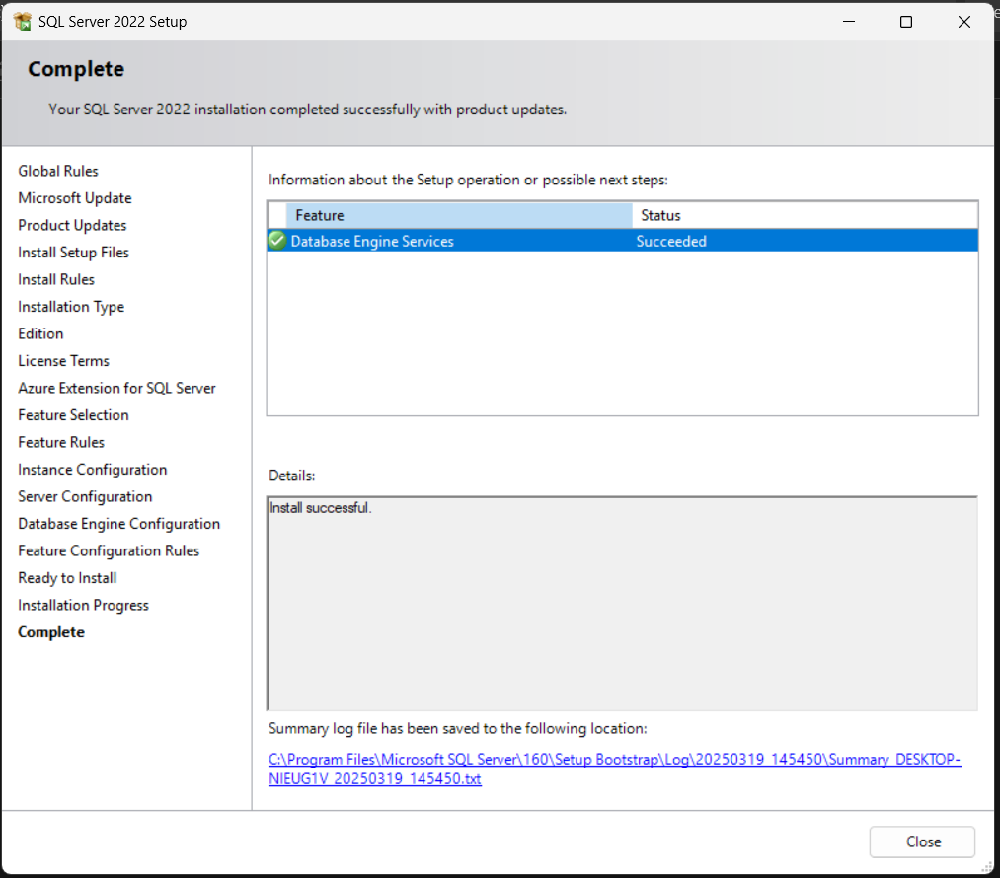 SQL Server 2022 Setup
Complete
Your SQL Server 2022 installation completed successfully with product updates.
Global Rules
Microsoft Update
Product Updates
Install Setup Files
Install Rules
Installation Type
Edition
License Terms
Azure Extension for SQL Server
Feature Selection
Feature Rules
Instance Configuration
Server Configuration
Database Engine Configuration
Feature Configuration Rules
Ready to Install
Installation Progress
Complete
Information about the Setup operation or possible next steps:
Feature Status
Database Engine Services Succeeded
Details:
Install successful.
Summary log file has been saved to the following location:
C:\Program Files\Microsoft SQL Server\160\Setup Bootstrap\Log\20250319_145450\Summary_DESKTOP-
NIEUG1V_20250319_145450.txt
Close